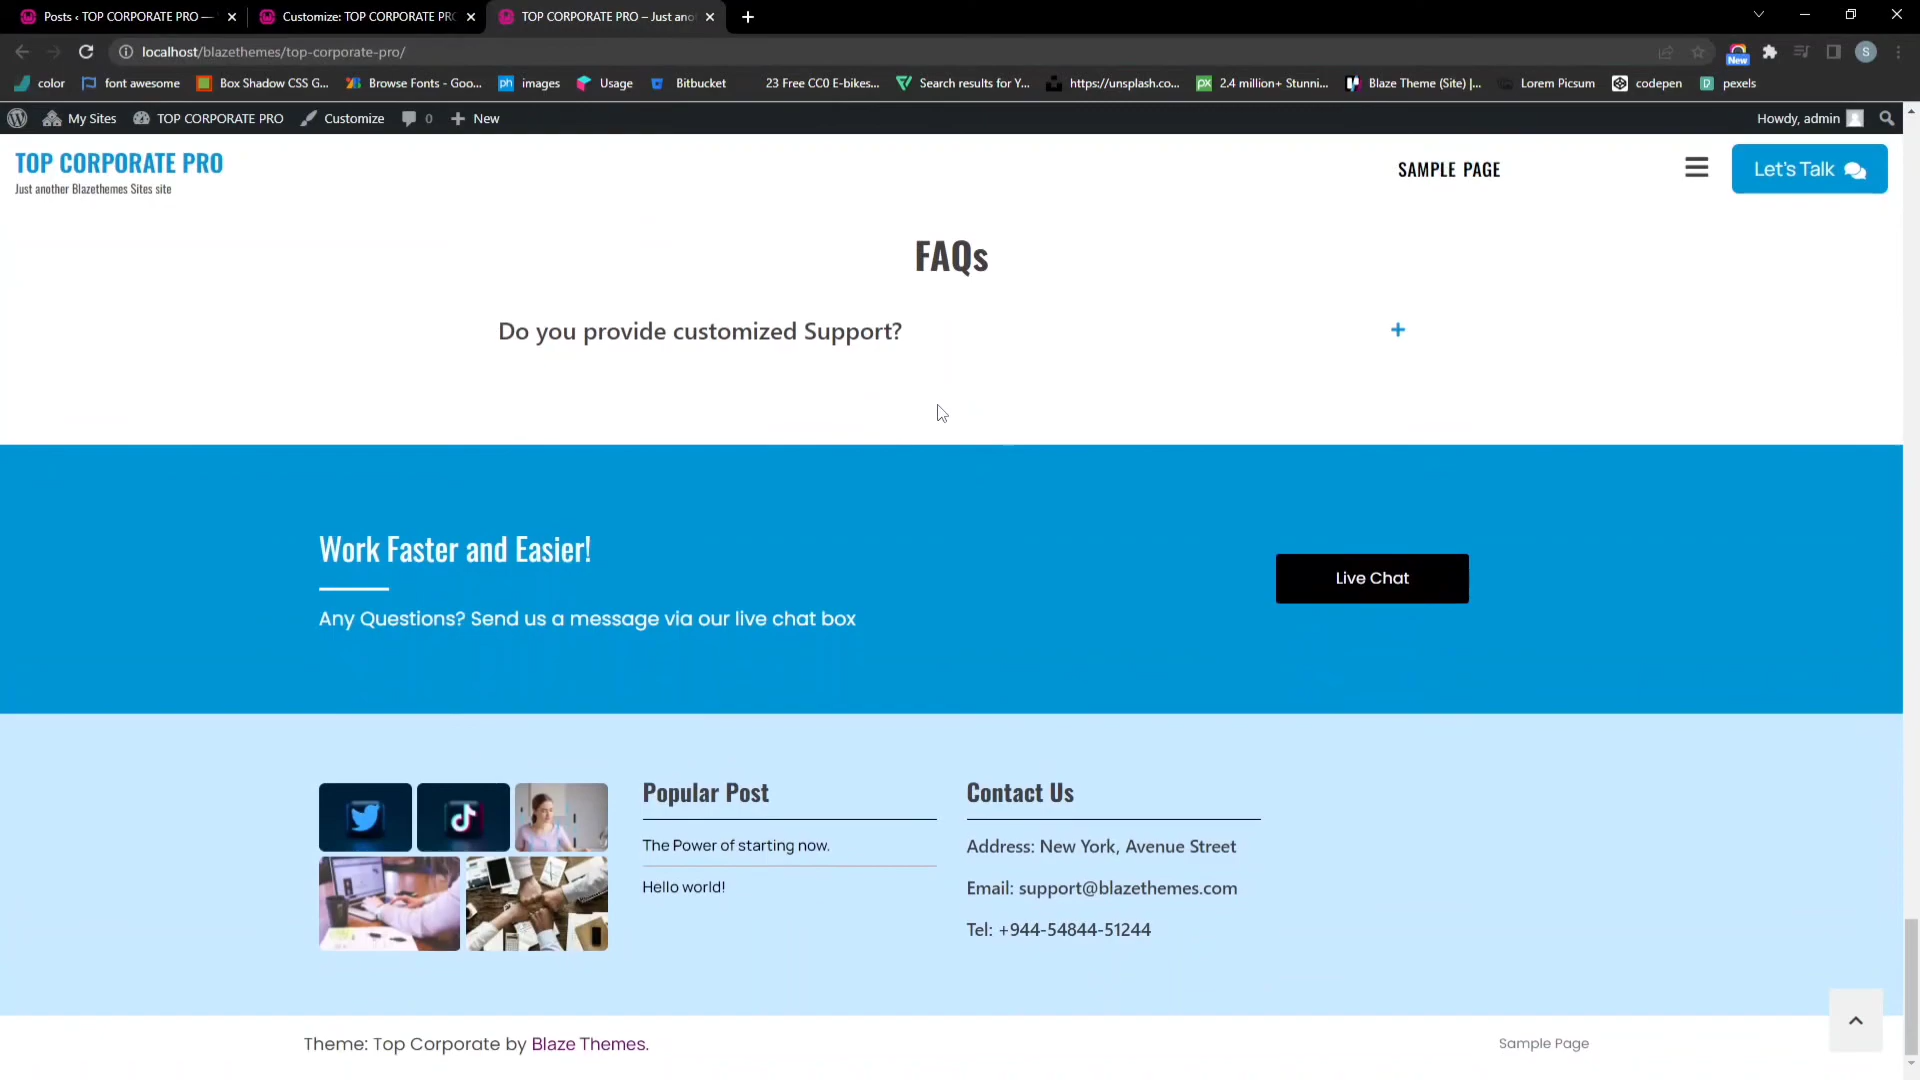 Posts ‹ TOP CORPORATE PRO —
Customize: TOP CORPORATE PRO
TOP CORPORATE PRO – Just ano
localhost/blazethemes/top-corporate-pro/
New
S
color
font awesome
Box Shadow CSS G...
Browse Fonts - Goo...
ph images
Usage
Bitbucket
23 Free CC0 E-bikes...
Search results for Y...
https://unsplash.co...
px 2.4 million+ Stunni...
Blaze Theme (Site) |...
Lorem Picsum
codepen
pexels
My Sites
TOP CORPORATE PRO
Customize
0
New
Howdy, admin
TOP CORPORATE PRO
Just another Blazethemes Sites site
SAMPLE PAGE
Let's Talk
FAQs
Do you provide customized Support?
Work Faster and Easier!
Any Questions? Send us a message via our live chat box
Live Chat
Popular Post
The Power of starting now.
Hello world!
Contact Us
Address: New York, Avenue Street
Email: support@blazethemes.com
Tel: +944-54844-51244
Theme: Top Corporate by Blaze Themes.
Sample Page